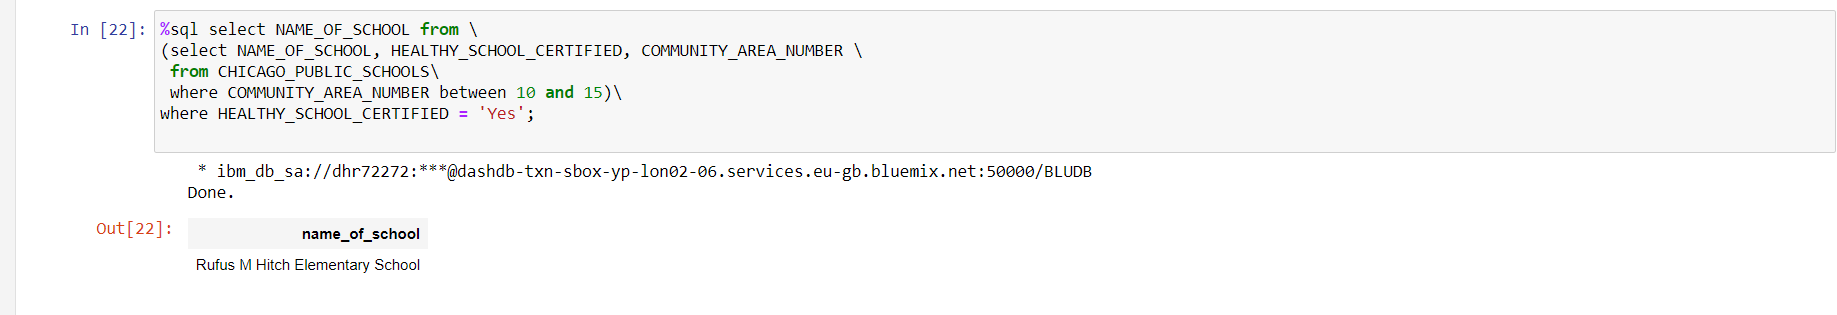 In [22]: %sql select NAME_OF_SCHOOL from \
(select NAME_OF_SCHOOL, HEALTHY_SCHOOL_CERTIFIED, COMMUNITY_AREA_NUMBER \
from CHICAGO_PUBLIC_SCHOOLS\
where COMMUNITY_AREA_NUMBER between 10 and 15)\
where HEALTHY_SCHOOL_CERTIFIED = 'Yes';
* ibm_db_sa://dhr72272:***@dashdb-txn-sbox-yp-lon02-06.services.eu-gb.bluemix.net:50000/BLUDB
Done.
Out[22]: name_of_school
Rufus M Hitch Elementary School